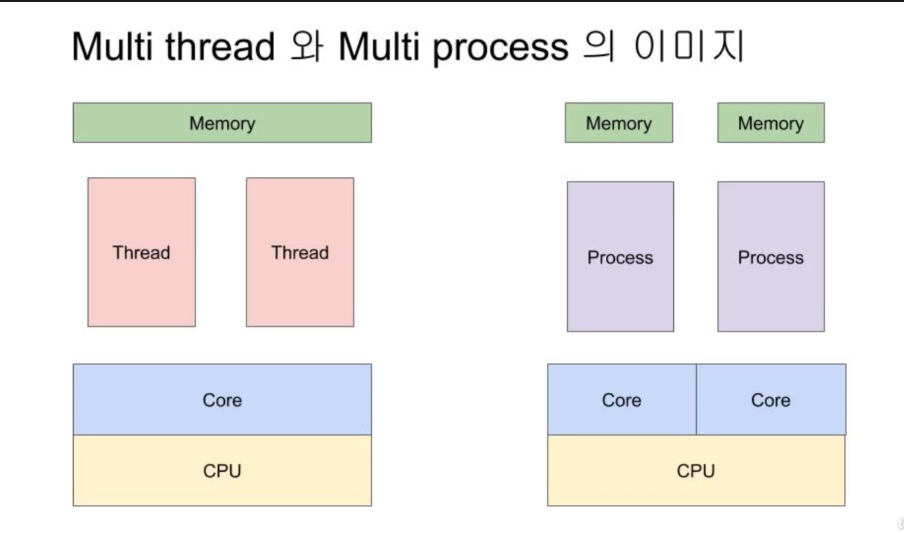 Multi thread 와 Multi process 의 이미지
Memory
Memory
Memory
Thread
Thread
Process
Process
Core
Core
Core
CPU
CPU